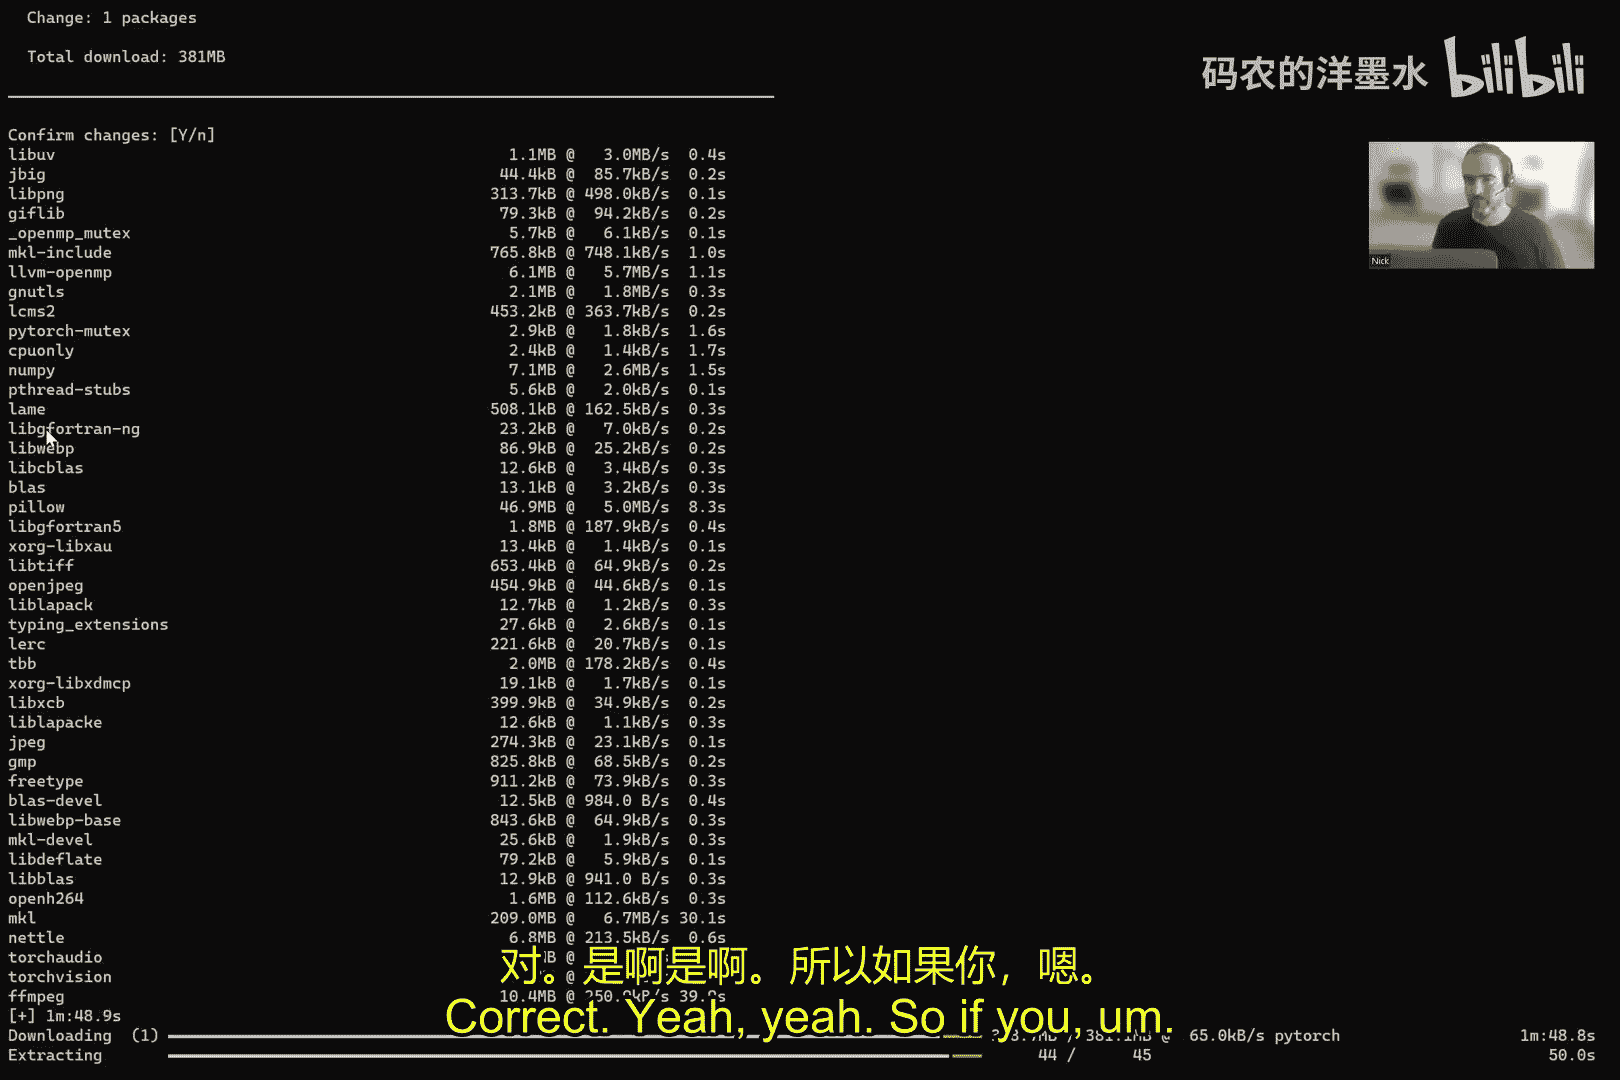 Change: 1 packages
Total download: 381MB
码农的洋墨水 bilibili
Confirm changes: [Y/n]
libuv 1.1MB @ 3.0MB/s 0.4s
jbig 44.4kB @ 85.7kB/s 0.2s
libpng 313.7kB @ 498.0kB/s 0.1s
giflib 79.3kB @ 94.2kB/s 0.2s
_openmp_mutex 5.7kB @ 6.1kB/s 0.1s
mkl-include 765.8kB @ 748.1kB/s 1.0s
llvm-openmp 6.1MB @ 5.7MB/s 1.1s
Nick
gnutls 2.1MB @ 1.8MB/s 0.3s
lcms2 453.2kB @ 363.7kB/s 0.2s
pytorch-mutex 2.9kB @ 1.8kB/s 1.6s
cpuonly 2.4kB @ 1.4kB/s 1.7s
numpy 7.1MB @ 2.6MB/s 1.5s
pthread-stubs 5.6kB @ 2.0kB/s 0.1s
lame 508.1kB @ 162.5kB/s 0.3s
libgfortran-ng 23.2kB @ 7.0kB/s 0.2s
libwebp 86.9kB @ 25.2kB/s 0.2s
libcblas 12.6kB @ 3.4kB/s 0.3s
blas 13.1kB @ 3.2kB/s 0.3s
pillow 46.9MB @ 5.0MB/s 8.3s
libgfortran5 1.8MB @ 187.9kB/s 0.4s
xorg-libxau 13.4kB @ 1.4kB/s 0.1s
libtiff 653.4kB @ 64.9kB/s 0.2s
openjpeg 454.9kB @ 44.6kB/s 0.1s
liblapack 12.7kB @ 1.2kB/s 0.3s
typing_extensions 27.6kB @ 2.6kB/s 0.1s
lerc 221.6kB @ 20.7kB/s 0.1s
tbb 2.0MB @ 178.2kB/s 0.4s
xorg-libxdmcp 19.1kB @ 1.7kB/s 0.1s
libxcb 399.9kB @ 34.9kB/s 0.2s
liblapacke 12.6kB @ 1.1kB/s 0.3s
jpeg 274.3kB @ 23.1kB/s 0.1s
gmp 825.8kB @ 68.5kB/s 0.2s
freetype 911.2kB @ 73.9kB/s 0.3s
blas-devel 12.5kB @ 984.0 B/s 0.4s
libwebp-base 843.6kB @ 64.9kB/s 0.3s
mkl-devel 25.6kB @ 1.9kB/s 0.3s
libdeflate 79.2kB @ 5.9kB/s 0.1s
libblas 12.9kB @ 941.0 B/s 0.3s
openh264 1.6MB @ 112.6kB/s 0.3s
mkl 209.0MB @ 6.7MB/s 30.1s
nettle 6.8MB @ 213.5kB/s 0.6s
torchaudio
torchvision
对。是啊是啊。所以如果你，嗯。
ffmpeg 10.4MB @
[+] 1m:48.9s
Correct. Yeah, yeah. So if you, um.
Downloading (1) 381.1MB @ 65.0kB/s pytorch 1m:48.8s
Extracting 44 / 45 50.0s